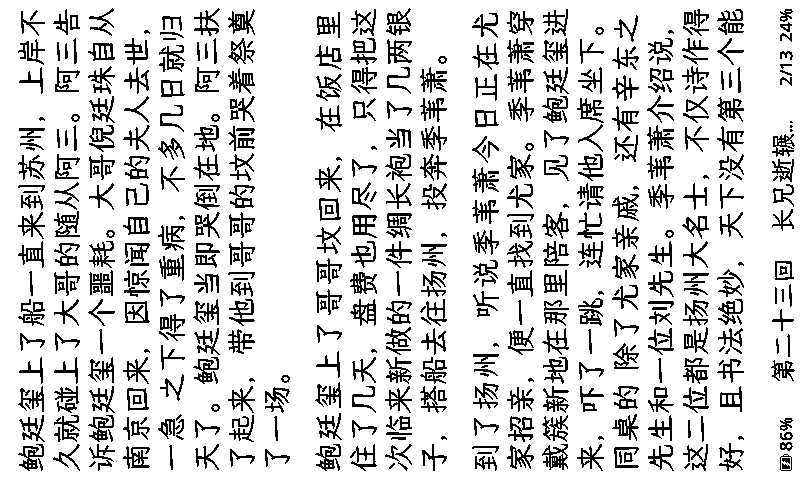 鲍廷玺上了船一直来到苏州，上岸不
久就碰上了大哥的随从阿三。阿三告
诉鲍廷玺一个噩耗。大哥倪廷珠自从
南京回来，因惊闻自己的夫人去世，
一急 之下得了重病，不多几日就归
天了。鲍廷玺当即哭倒在地。阿三扶
了起来，带他到哥哥的坟前哭着祭奠
了一场。
鲍廷玺上了哥哥坟回来，在饭店里
住了几天，盘费也用尽了，只得把这
次临来新做的一件绸长袍当了几两银
子，搭船去往扬州，投奔季苇萧。
到了扬州，听说季苇萧今日正在尤
家招亲，便一直找到尤家。季苇萧穿
戴簇新地在那里陪客，见了鲍廷玺进
来，吓了一跳，连忙请他入席坐下。
同桌的 除了尤家亲戚，还有辛东之
先生和一位刘先生。季苇萧介绍说，
这二位都是扬州大名士，不仅诗作得
好，且书法绝妙，天下没有第三个能
86% 第二十三回 长兄逝辗... 2/13 24%